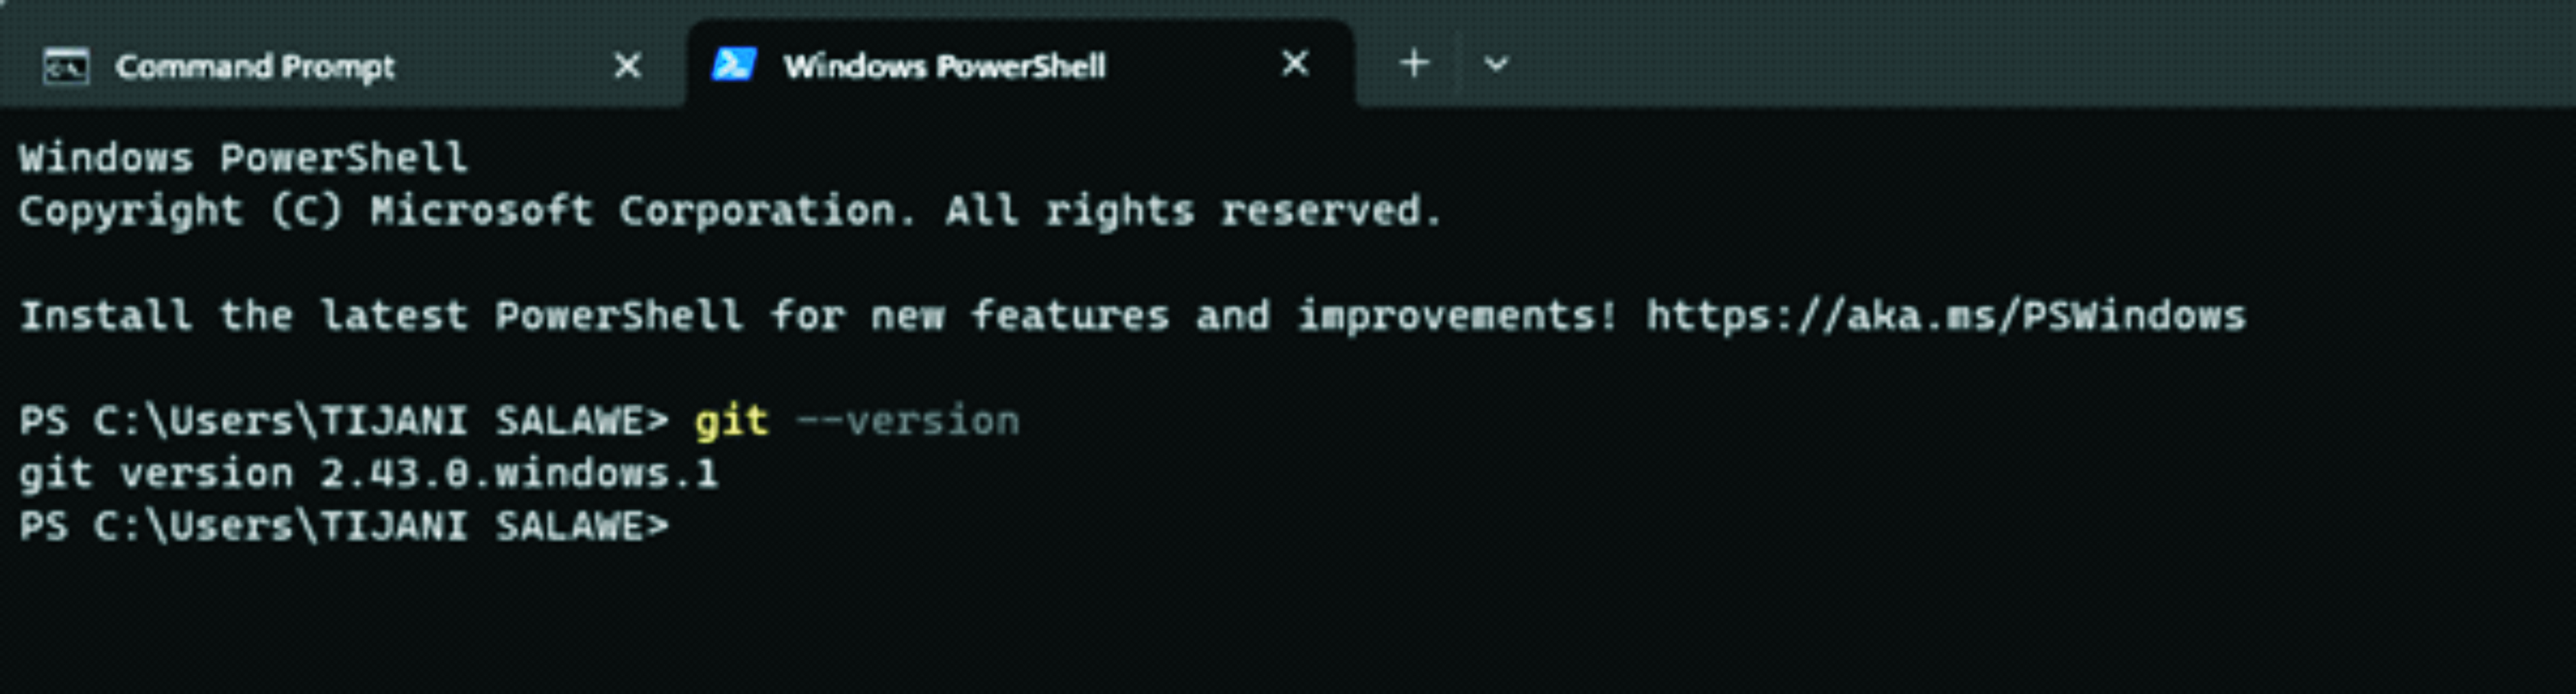 Command Prompt
Windows PowerShell
Windows PowerShell
Copyright (C) Microsoft Corporation. All rights reserved.
Install the latest PowerShell for new features and improvements! https://aka.ms/PSWindows
PS C:\Users\TIJANI SALAWE> git --version
git version 2.43.0.windows.1
PS C:\Users\TIJANI SALAWE>